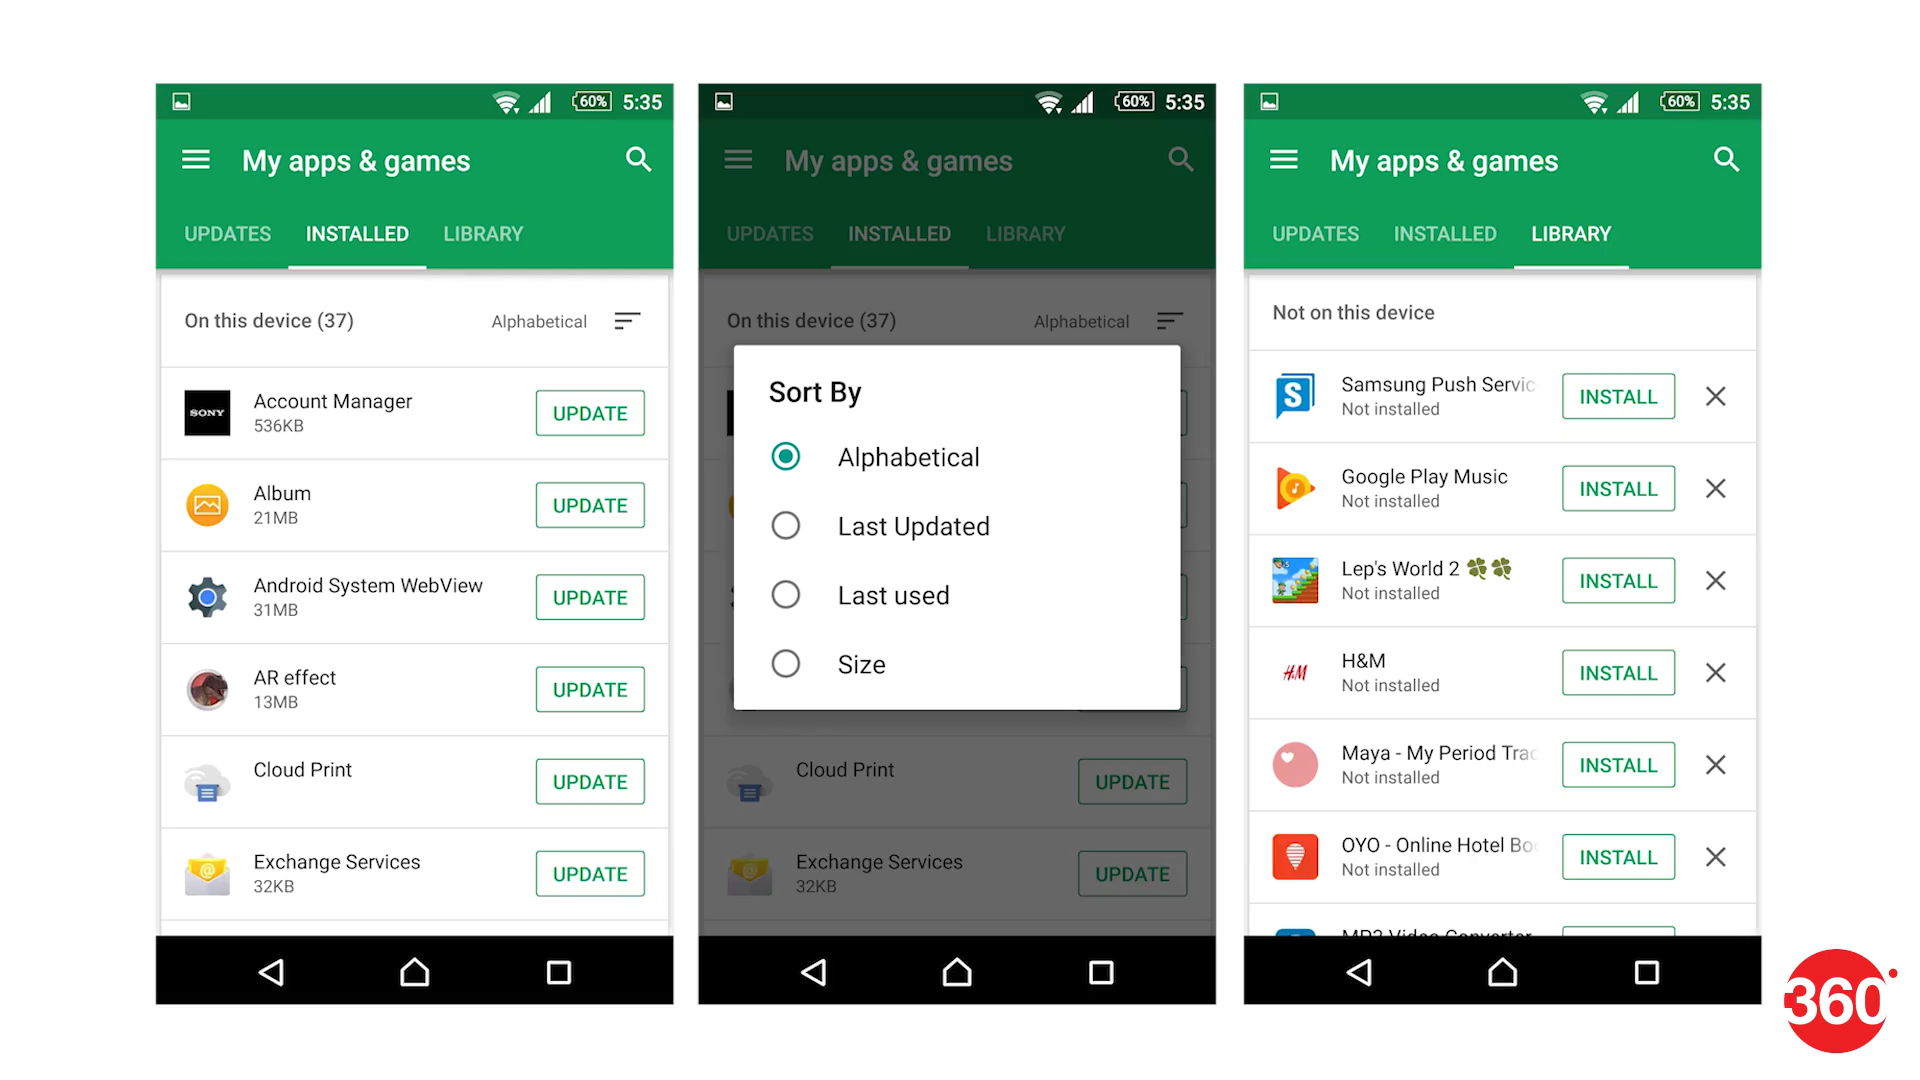 60% 5:35
My apps & games
UPDATES INSTALLED LIBRARY
On this device (37) Alphabetical
SONY
Account Manager
536KB
UPDATE
Album
21MB
UPDATE
Android System WebView
31MB
UPDATE
AR effect
13MB
UPDATE
Cloud Print
UPDATE
Exchange Services
32KB
UPDATE
60% 5:35
My apps & games
UPDATES INSTALLED LIBRARY
On this device (37) Alphabetical
Sort By
Alphabetical
Last Updated
Last used
Size
Cloud Print
UPDATE
Exchange Services
32KB
UPDATE
60% 5:35
My apps & games
UPDATES INSTALLED LIBRARY
Not on this device
S
Samsung Push Servic
Not installed
INSTALL
Google Play Music
Not installed
INSTALL
Lep's World 2 🍀🍀
Not installed
INSTALL
H&M
H&M
Not installed
INSTALL
Maya - My Period Trac
Not installed
INSTALL
OYO - Online Hotel Boo
Not installed
INSTALL
MP3 Video Converter
360°